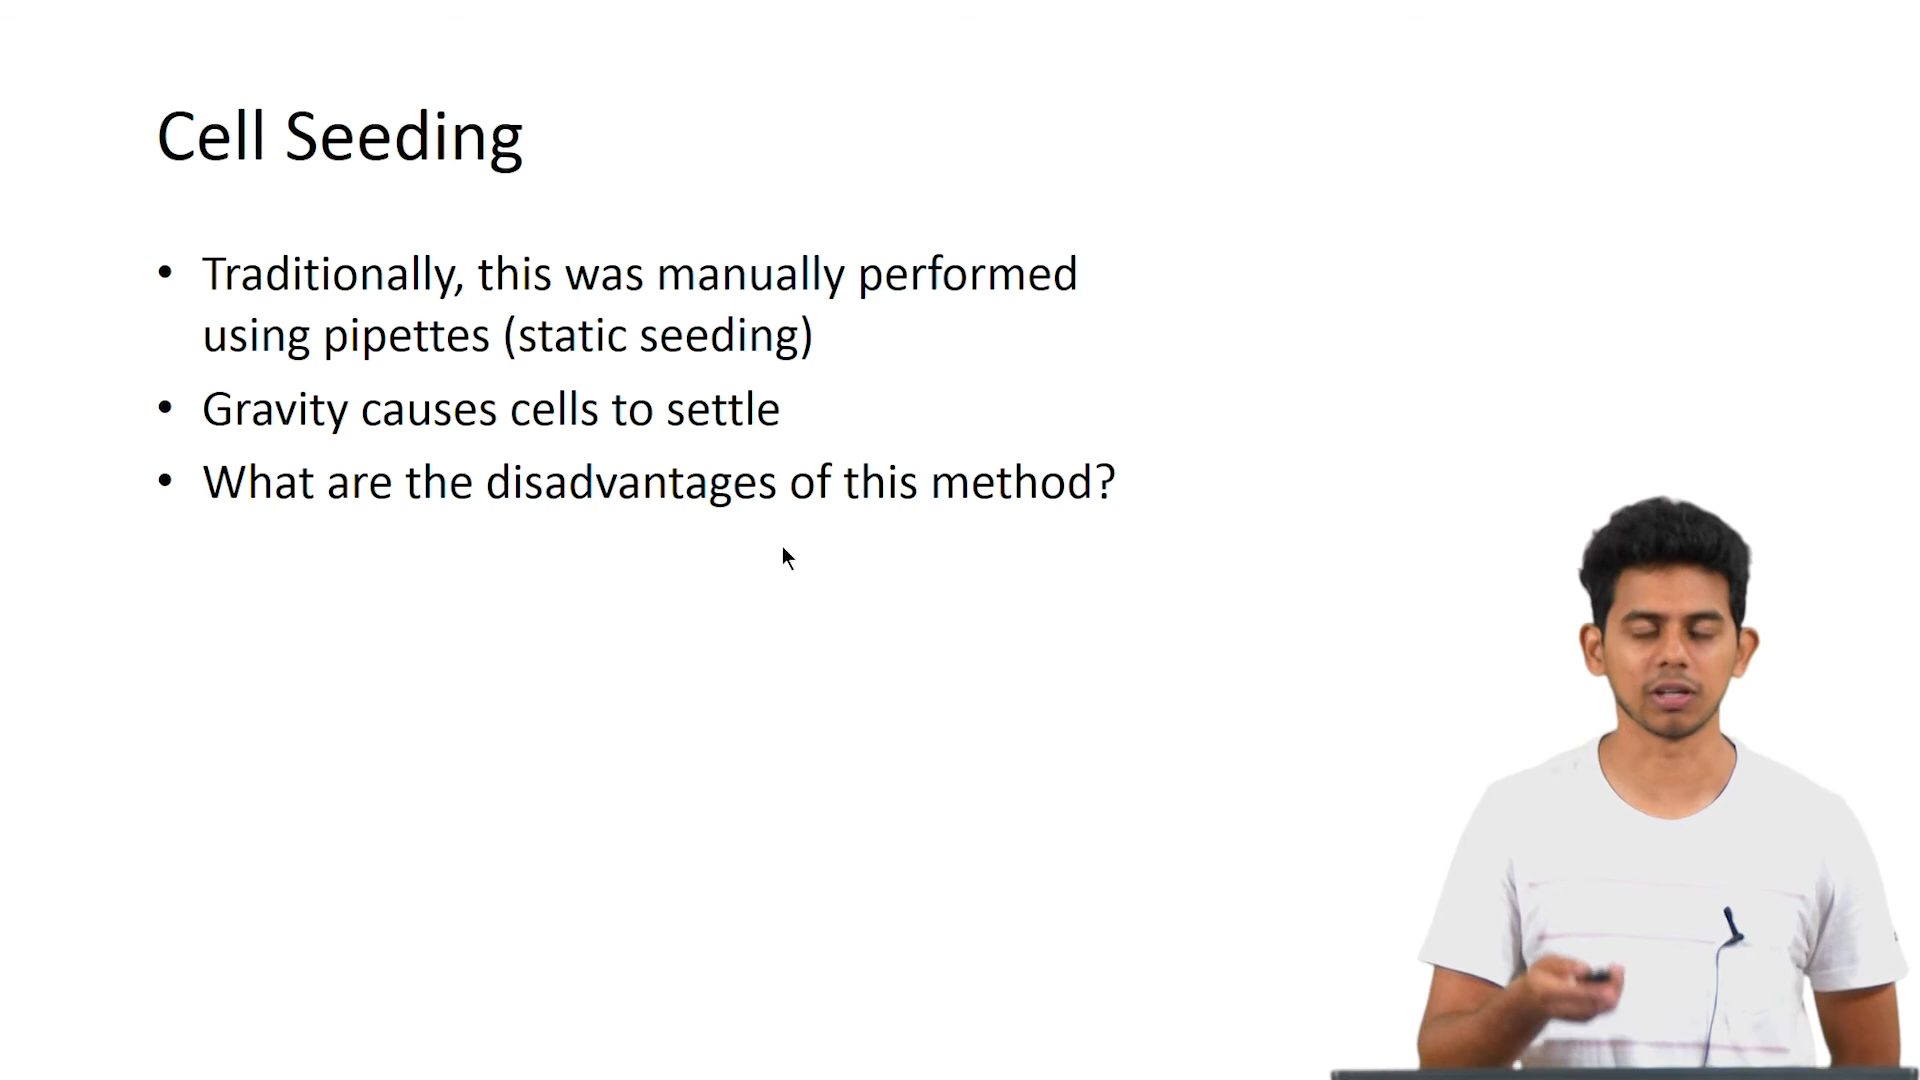 Cell Seeding
• Traditionally, this was manually performed
using pipettes (static seeding)
• Gravity causes cells to settle
• What are the disadvantages of this method?